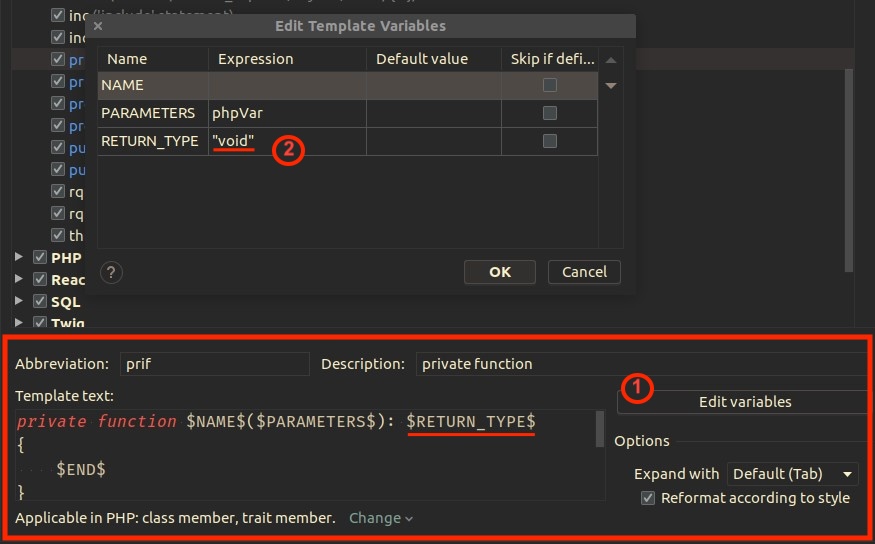 inc('include' statement)
Edit Template Variables
inc
Name Expression Default value Skip if defi...
pr
NAME
pr
PARAMETERS phpVar
RETURN_TYPE "void"
2
pu
pu
rq
rq
th
PHP
Reac
SQL
Twig
? OK Cancel
Abbreviation: prif Description: private function
1
Template text: Edit variables
private function $NAME$($PARAMETERS$): $RETURN_TYPE$
{
$END$
}
Options
Expand with Default (Tab)
Reformat according to style
Applicable in PHP: class member, trait member. Change